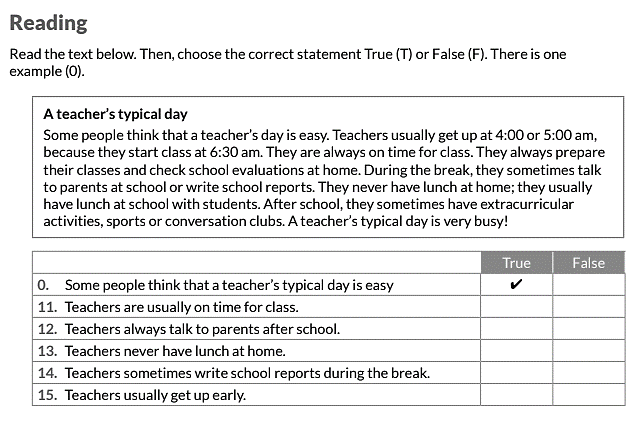 Reading
Read the text below. Then, choose the correct statement True (T) or False (F). There is one
example (0).
A teacher's typical day
Some people think that a teacher's day is easy. Teachers usually get up at 4:00 or 5:00 am,
because they start class at 6:30 am. They are always on time for class. They always prepare
their classes and check school evaluations at home. During the break, they sometimes talk
to parents at school or write school reports. They never have lunch at home; they usually
have lunch at school with students. After school, they sometimes have extracurricular
activities, sports or conversation clubs. A teacher's typical day is very busy!
True False
0. Some people think that a teacher's typical day is easy ✔
11. Teachers are usually on time for class.
12. Teachers always talk to parents after school.
13. Teachers never have lunch at home.
14. Teachers sometimes write school reports during the break.
15. Teachers usually get up early.